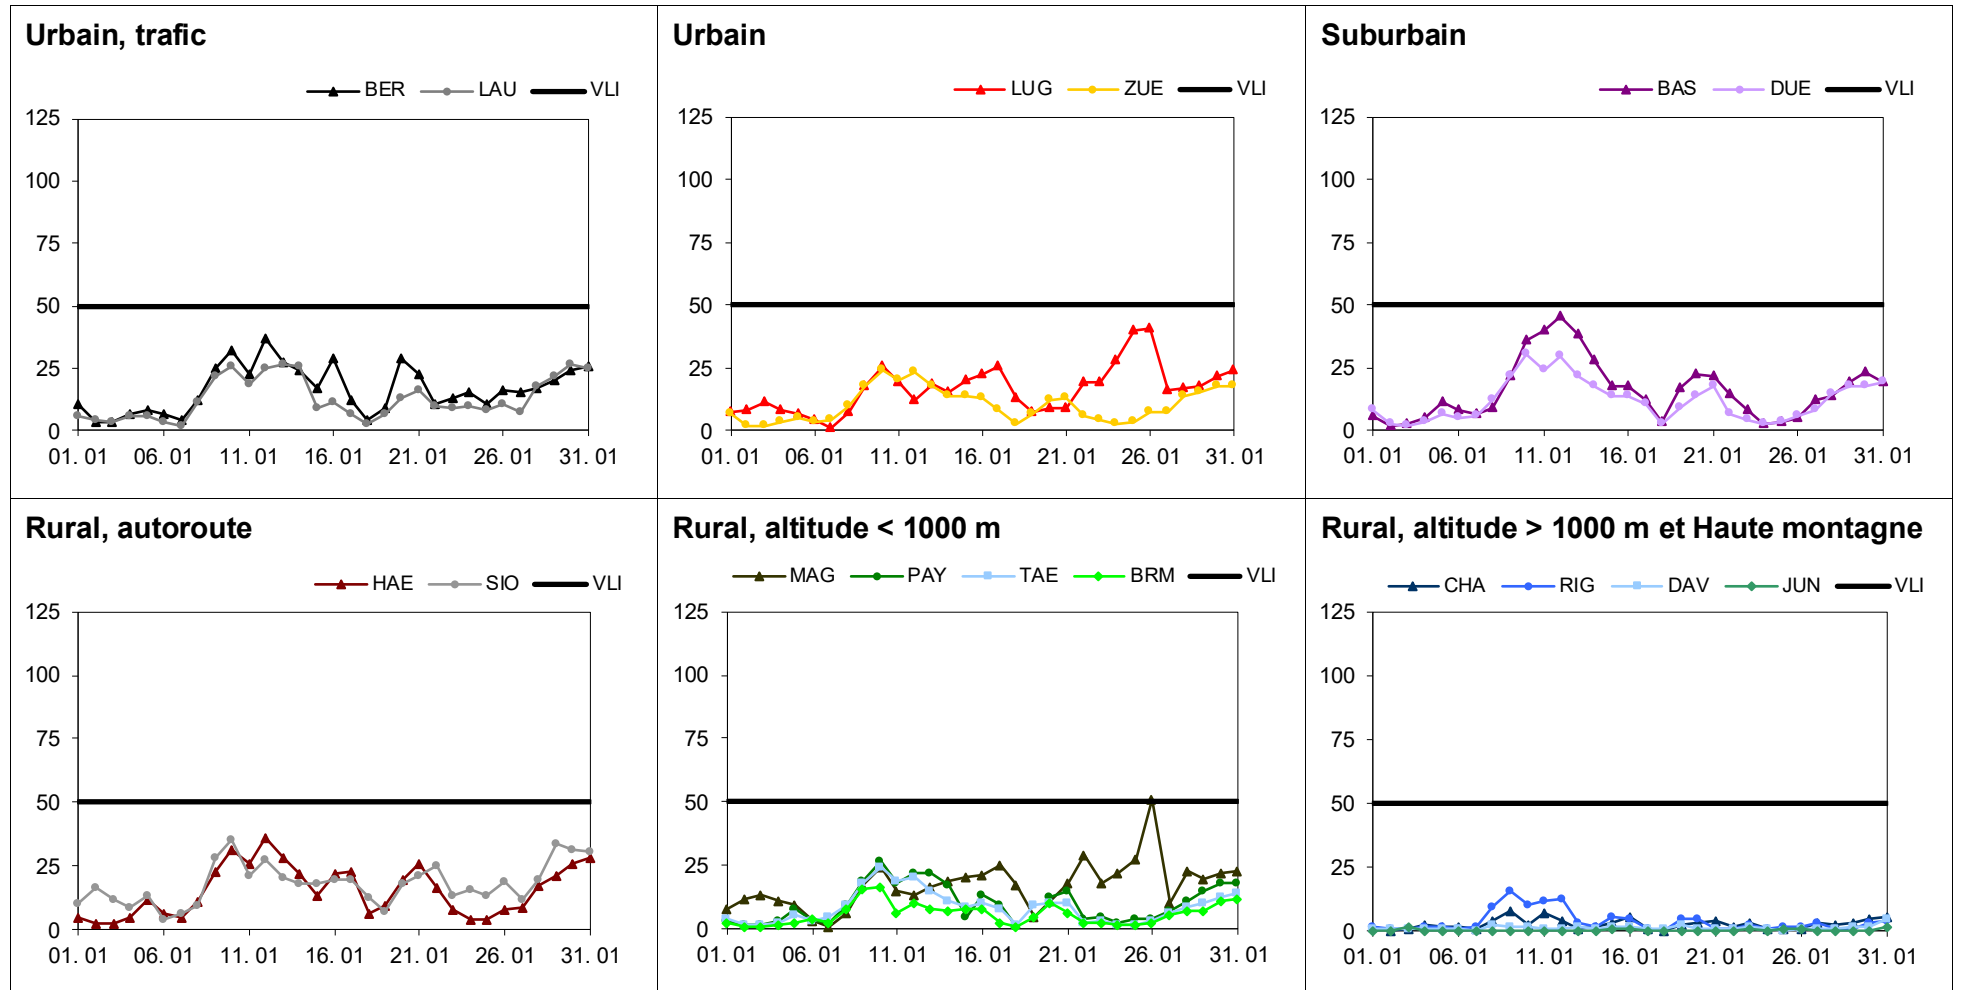 Urbain, trafic
BER LAU VLI
125
100
75
50
25
0
01. 01 06. 01 11. 01 16. 01 21. 01 26. 01 31. 01
Urbain
LUG ZUE VLI
125
100
75
50
25
0
01. 01 06. 01 11. 01 16. 01 21. 01 26. 01 31. 01
Suburbain
BAS DUE VLI
125
100
75
50
25
0
01. 01 06. 01 11. 01 16. 01 21. 01 26. 01 31. 01
Rural, autoroute
HAE SIO VLI
125
100
75
50
25
0
01. 01 06. 01 11. 01 16. 01 21. 01 26. 01 31. 01
Rural, altitude < 1000 m
MAG PAY TAE BRM VLI
125
100
75
50
25
0
01. 01 06. 01 11. 01 16. 01 21. 01 26. 01 31. 01
Rural, altitude > 1000 m et Haute montagne
CHA RIG DAV JUN VLI
125
100
75
50
25
0
01. 01 06. 01 11. 01 16. 01 21. 01 26. 01 31. 01